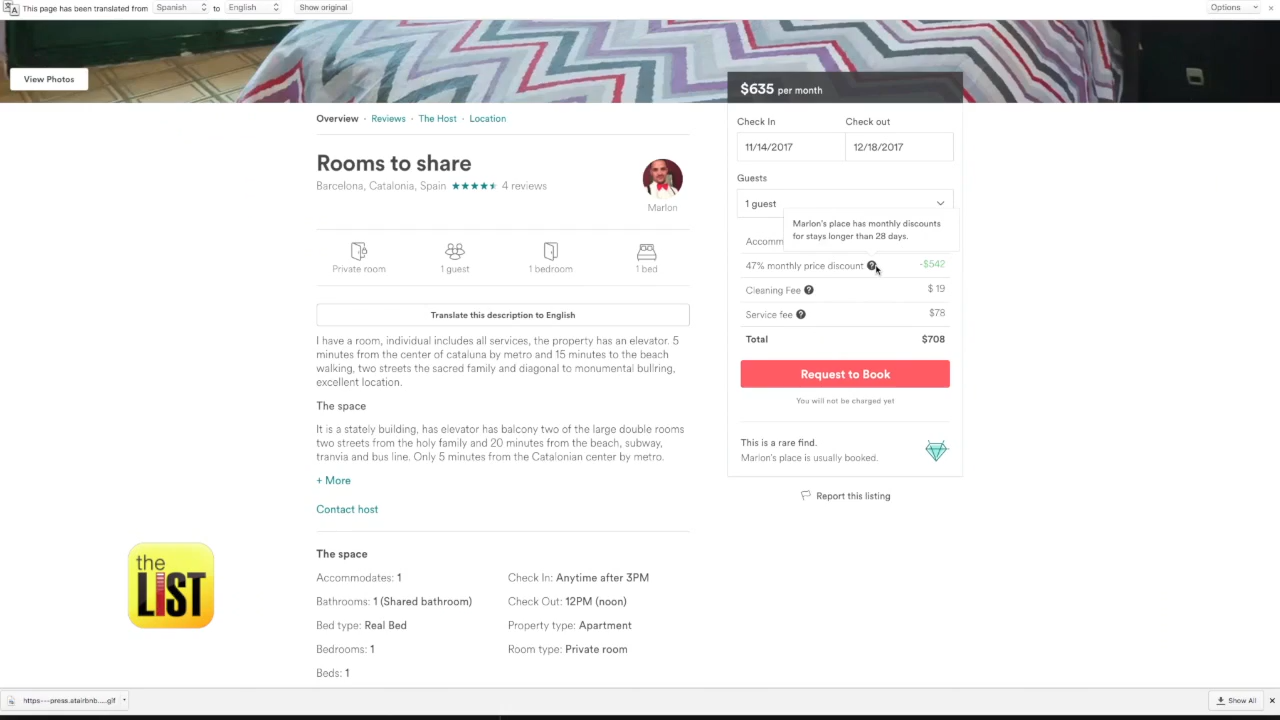 This page has been translated from Spanish to English Show original Options
View Photos
$635 per month
Overview · Reviews · The Host · Location
Check In Check out
11/14/2017 12/18/2017
Rooms to share
Barcelona, Catalonia, Spain 4 reviews
Marlon
Guests
1 guest
Marlon's place has monthly discounts
for stays longer than 28 days.
Accomm
47% monthly price discount ? -$542
Cleaning Fee ? $ 19
Service fee ? $78
Total $708
Request to Book
You will not be charged yet
This is a rare find.
Marlon's place is usually booked.
Report this listing
Private room 1 guest 1 bedroom 1 bed
Translate this description to English
I have a room, individual includes all services, the property has an elevator. 5
minutes from the center of cataluna by metro and 15 minutes to the beach
walking, two streets the sacred family and diagonal to monumental bullring,
excellent location.
The space
It is a stately building, has elevator has balcony two of the large double rooms
two streets from the holy family and 20 minutes from the beach, subway,
tranvia and bus line. Only 5 minutes from the Catalonian center by metro.
+ More
Contact host
The space
Accommodates: 1 Check In: Anytime after 3PM
Bathrooms: 1 (Shared bathroom) Check Out: 12PM (noon)
Bed type: Real Bed Property type: Apartment
Bedrooms: 1 Room type: Private room
Beds: 1
the
LIST
https---press.atairbnb.....gif Show All